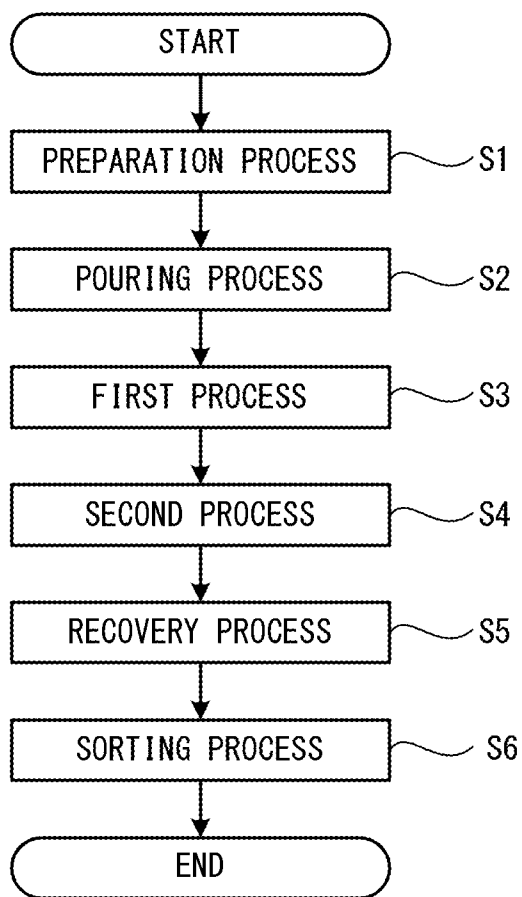 START
PREPARATION PROCESS S1
POURING PROCESS S2
FIRST PROCESS S3
SECOND PROCESS S4
RECOVERY PROCESS S5
SORTING PROCESS S6
END